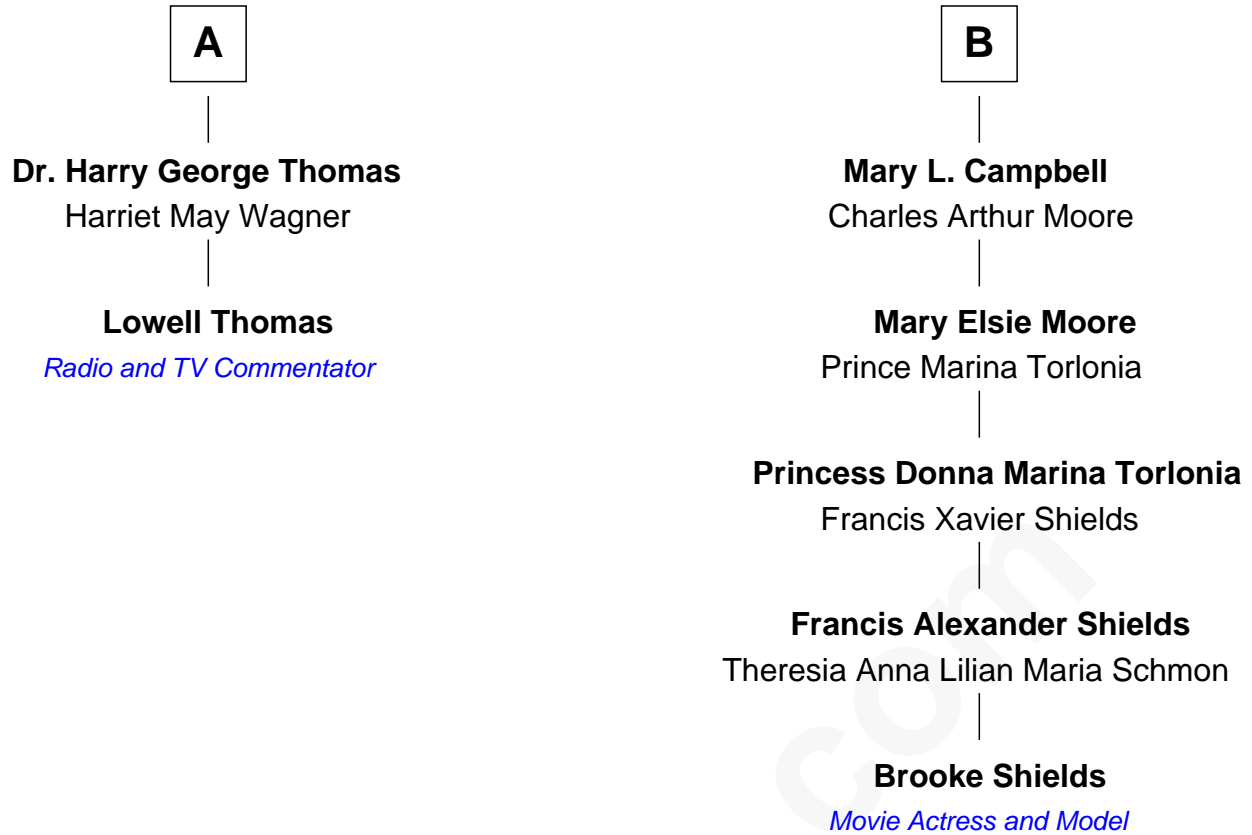 A
Dr. Harry George Thomas
Harriet May Wagner
Lowell Thomas
Radio and TV Commentator
B
Mary L. Campbell
Charles Arthur Moore
Mary Elsie Moore
Prince Marina Torlonia
Princess Donna Marina Torlonia
Francis Xavier Shields
Francis Alexander Shields
Theresia Anna Lilian Maria Schmon
Brooke Shields
Movie Actress and Model
com